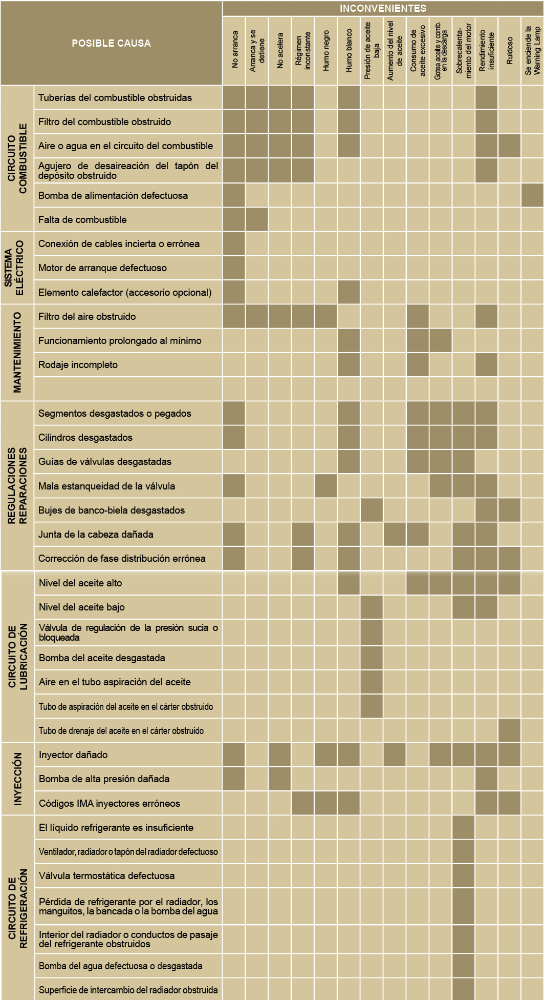 INCONVENIENTES
POSIBLE CAUSA
No arranca
Arranca y se
detiene
No acelera
Régimen
inconstante
Humo negro
Humo blanco
Presión de aceite
baja
Aumento del nivel
de aceite
Consumo de
aceite excesivo
Gotea aceite y comb.
en la descarga
Sobrecalenta-
miento del motor
Rendimiento
insuficiente
Ruidoso
Se enciende la
Warning Lamp
CIRCUITO
COMBUSTIBLE
Tuberías del combustible obstruidas
Filtro del combustible obstruido
Aire o agua en el circuito del combustible
Agujero de desaireación del tapón del
depósito obstruido
Bomba de alimentación defectuosa
Falta de combustible
SISTEMA
ELÉCTRICO
Conexión de cables incierta o errónea
Motor de arranque defectuoso
Elemento calefactor (accesorio opcional)
MANTENIMIENTO
Filtro del aire obstruido
Funcionamiento prolongado al mínimo
Rodaje incompleto
REGULACIONES
REPARACIONES
Segmentos desgastados o pegados
Cilindros desgastados
Guías de válvulas desgastadas
Mala estanqueidad de la válvula
Bujes de banco-biela desgastados
Junta de la cabeza dañada
Corrección de fase distribución errónea
CIRCUITO DE
LUBRICACIÓN
Nivel del aceite alto
Nivel del aceite bajo
Válvula de regulación de la presión sucia o
bloqueada
Bomba del aceite desgastada
Aire en el tubo aspiración del aceite
Tubo de aspiración del aceite en el cárter obstruido
Tubo de drenaje del aceite en el cárter obstruido
INYECCIÓN
Inyector dañado
Bomba de alta presión dañada
Códigos IMA inyectores erróneos
CIRCUITO DE
REFRIGERACIÓN
El líquido refrigerante es insuficiente
Ventilador, radiador o tapón del radiador defectuoso
Válvula termostática defectuosa
Pérdida de refrigerante por el radiador, los
manguitos, la bancada o la bomba del agua
Interior del radiador o conductos de pasaje
del refrigerante obstruidos
Bomba del agua defectuosa o desgastada
Superficie de intercambio del radiador obstruida